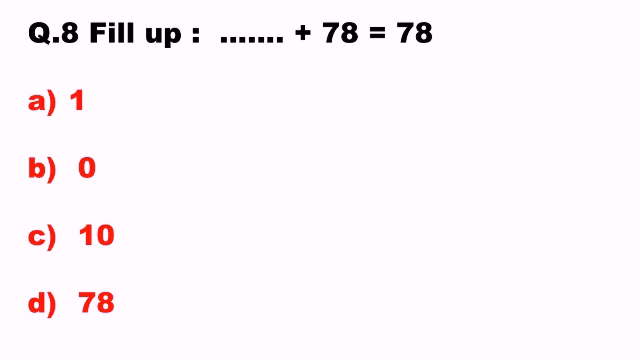 Q.8 Fill up : ....... + 78 = 78
a) 1
b) 0
c) 10
d) 78